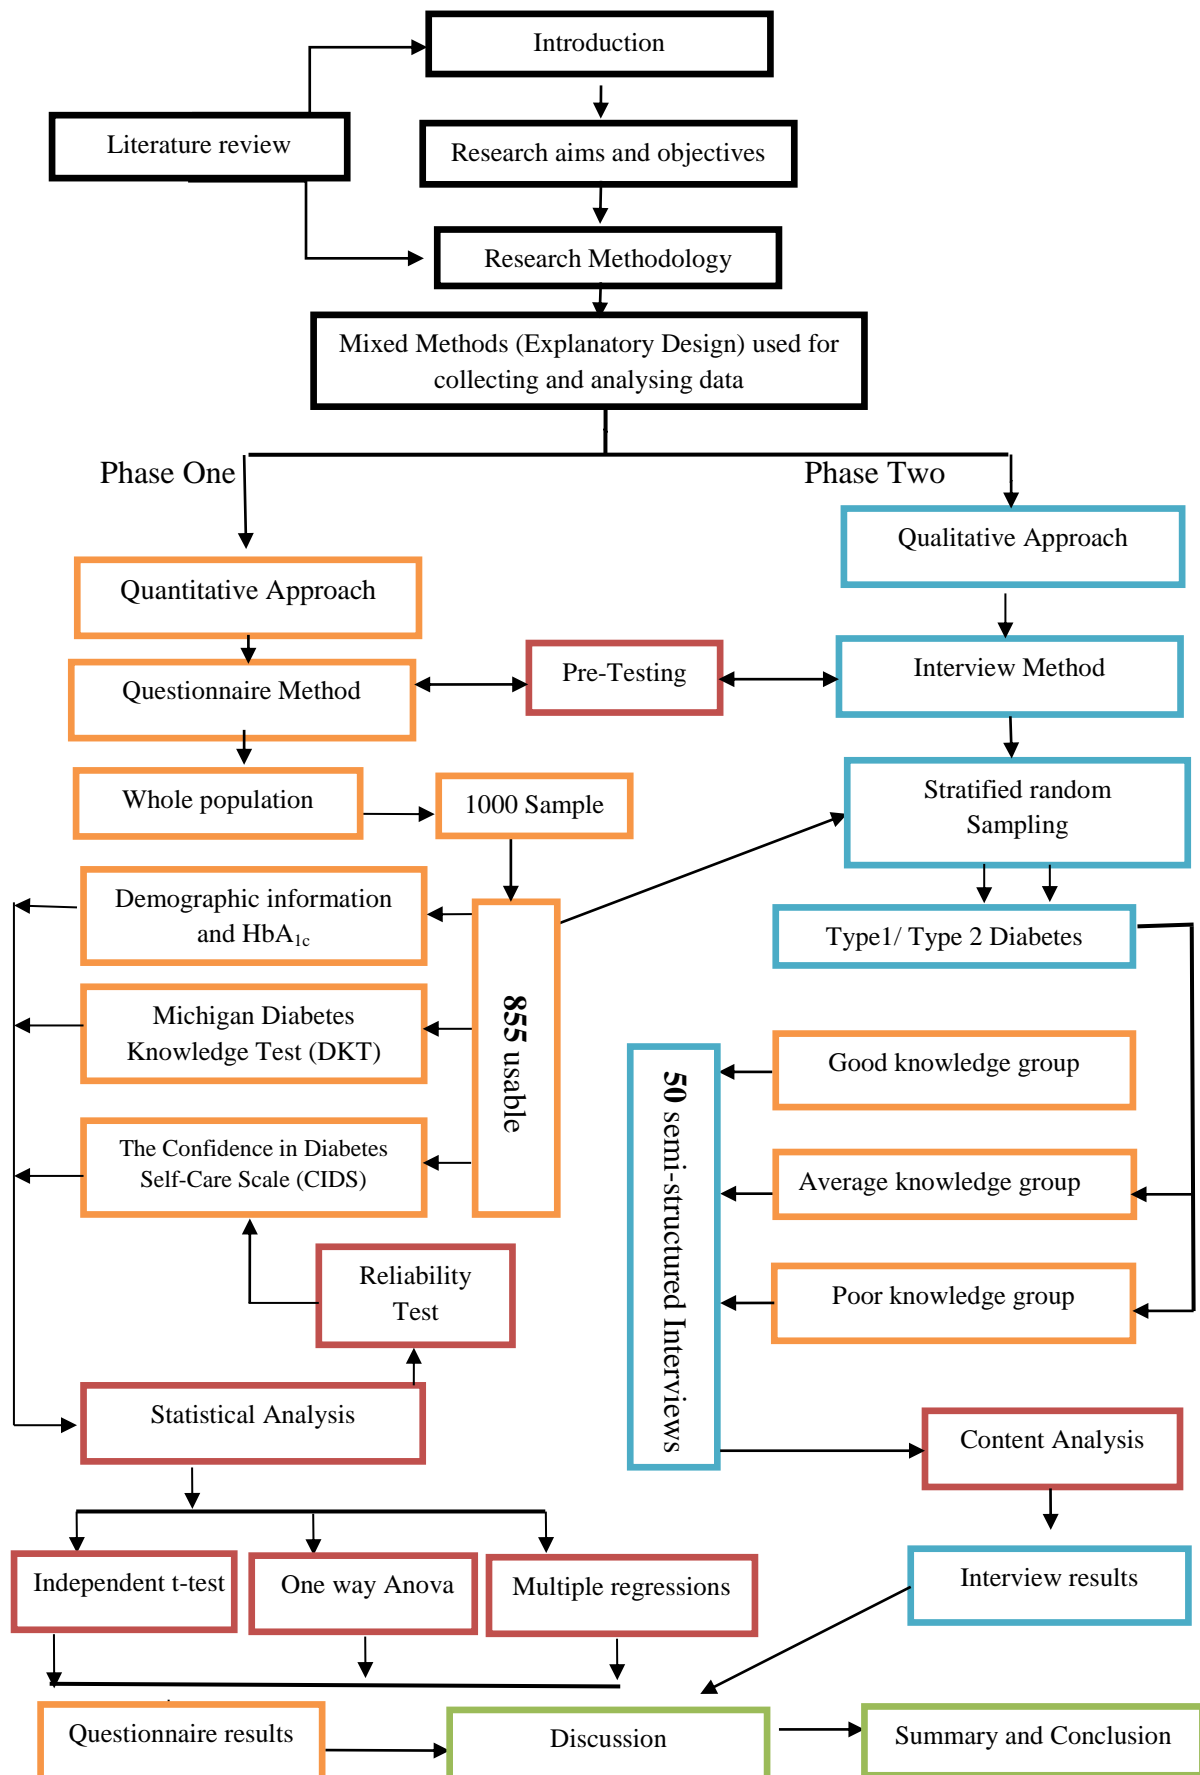 Introduction
Literature review
Research aims and objectives
Research Methodology
Mixed Methods (Explanatory Design) used for
collecting and analysing data
Phase One
Phase Two
Qualitative Approach
Quantitative Approach
Questionnaire Method
Pre-Testing
Interview Method
Whole population
1000 Sample
Stratified random
Sampling
Demographic information
and HbA1c
855 usable
Type1/ Type 2 Diabetes
Michigan Diabetes
Knowledge Test (DKT)
50 semi-structured Interviews
Good knowledge group
The Confidence in Diabetes
Self-Care Scale (CIDS)
Average knowledge group
Reliability
Test
Poor knowledge group
Statistical Analysis
Content Analysis
Independent t-test
One way Anova
Multiple regressions
Interview results
Questionnaire results
Discussion
Summary and Conclusion